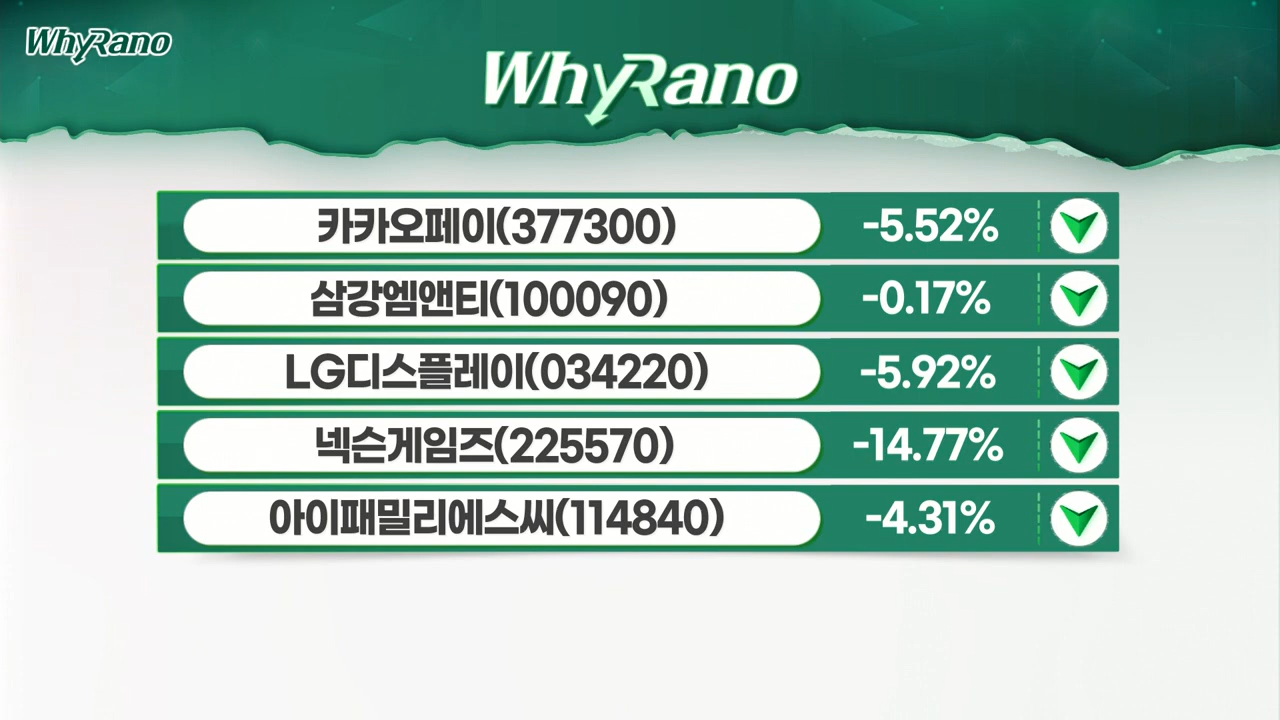 WhyRano
WhyRano
카카오페이(377300) -5.52%
삼강엠앤티(100090) -0.17%
LG디스플레이(034220) -5.92%
넥슨게임즈(225570) -14.77%
아이패밀리에스씨(114840) -4.31%